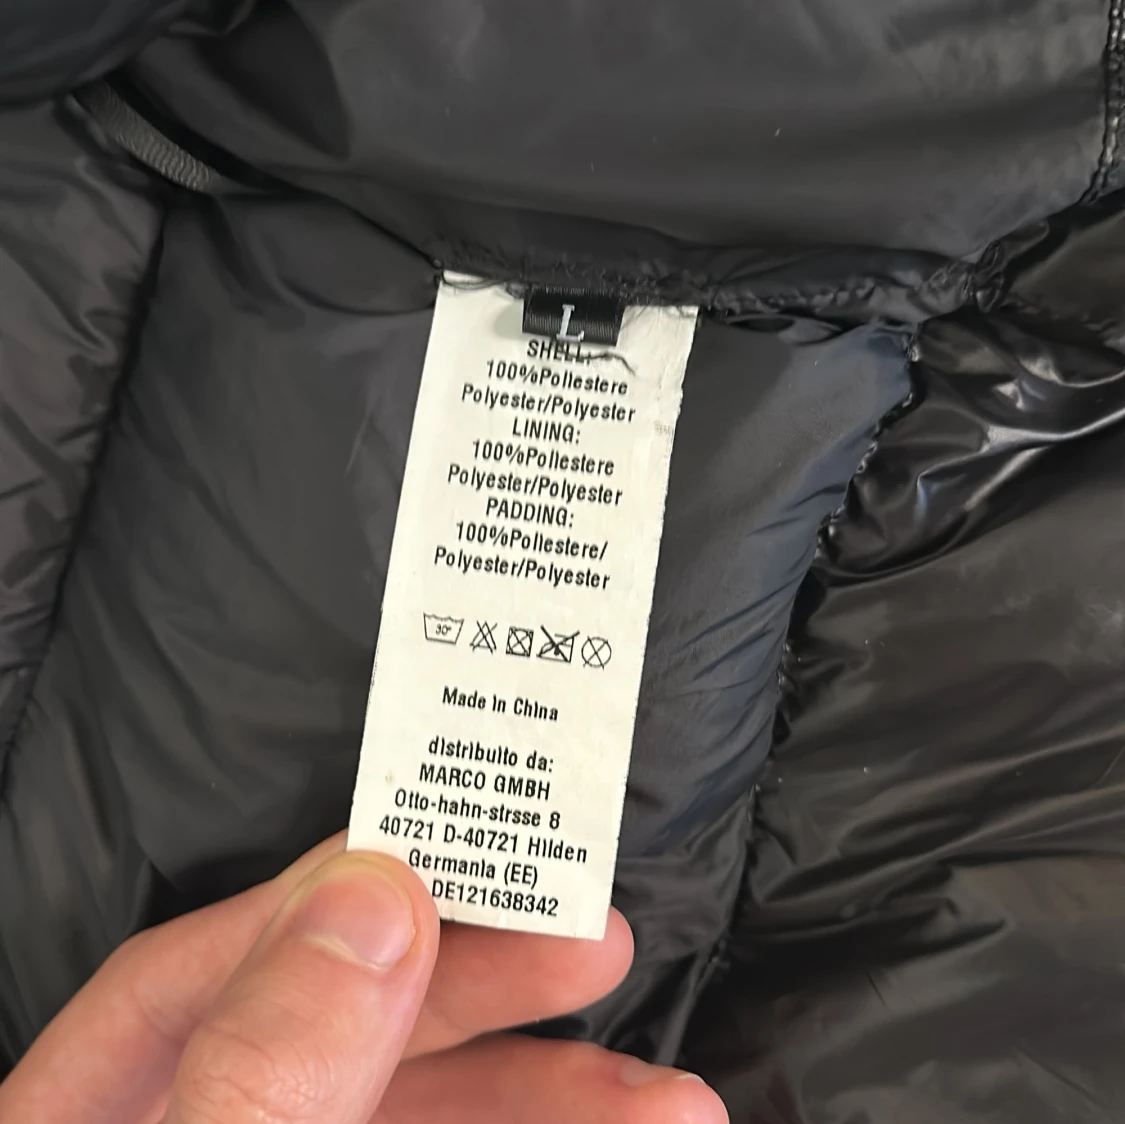 L
SHELL:
100%Poliestere
Polyester/Polyester
LINING:
100%Poliestere
Polyester/Polyester
PADDING:
100%Poliestere/
Polyester/Polyester
30°
Made in China
distribuito da:
MARCO GMBH
Otto-hahn-strsse 8
40721 D-40721 Hilden
Germania (EE)
DE121638342